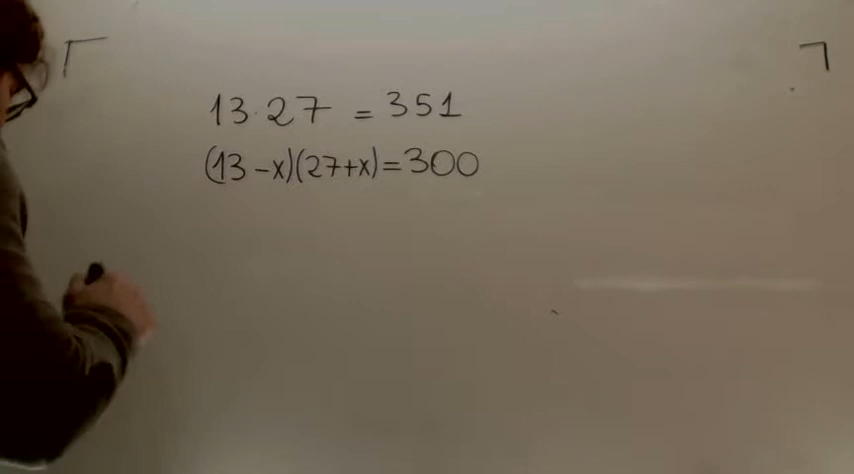 13·27 = 351
(13-x)(27+x)=300